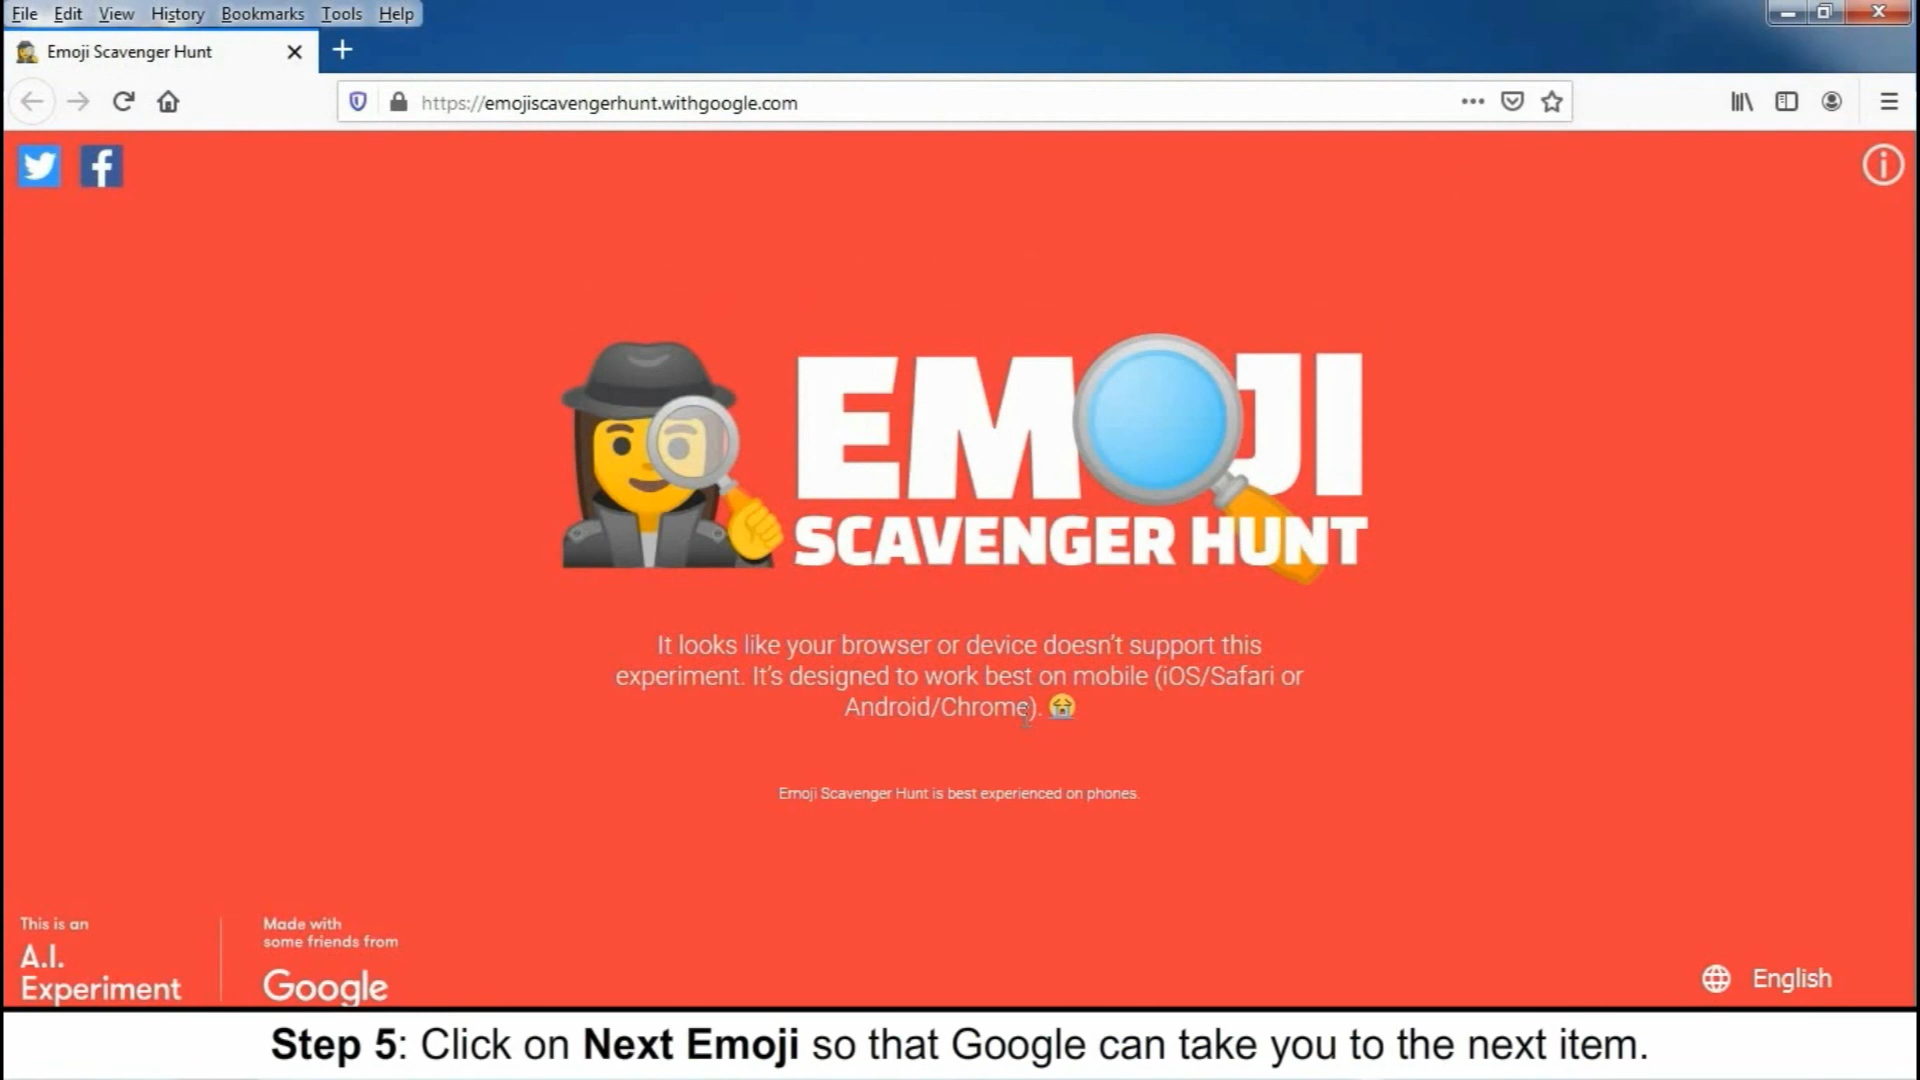 File Edit View History Bookmarks Tools Help
Emoji Scavenger Hunt
https://emojiscavengerhunt.withgoogle.com
EMOJI
SCAVENGER HUNT
It looks like your browser or device doesn't support this
experiment. It's designed to work best on mobile (iOS/Safari or
Android/Chrome). 😭
Emoji Scavenger Hunt is best experienced on phones.
This is an
A.I.
Experiment
Made with
some friends from
Google
English
Step 5: Click on Next Emoji so that Google can take you to the next item.